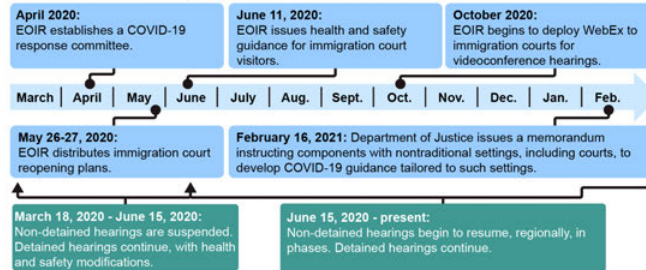 April 2020:
EOIR establishes a COVID-19
response committee.
June 11, 2020:
EOIR issues health and safety
guidance for immigration court
visitors.
October 2020:
EOIR begins to deploy WebEx to
immigration courts for
videoconference hearings.
March | April | May | June | July | Aug. | Sept. | Oct. | Nov. | Dec. | Jan. | Feb.
May 26-27, 2020:
EOIR distributes immigration court
reopening plans.
February 16, 2021: Department of Justice issues a memorandum
instructing components with nontraditional settings, including courts, to
develop COVID-19 guidance tailored to such settings.
March 18, 2020 - June 15, 2020:
Non-detained hearings are suspended.
Detained hearings continue, with health
and safety modifications.
June 15, 2020 - present:
Non-detained hearings begin to resume, regionally, in
phases. Detained hearings continue.